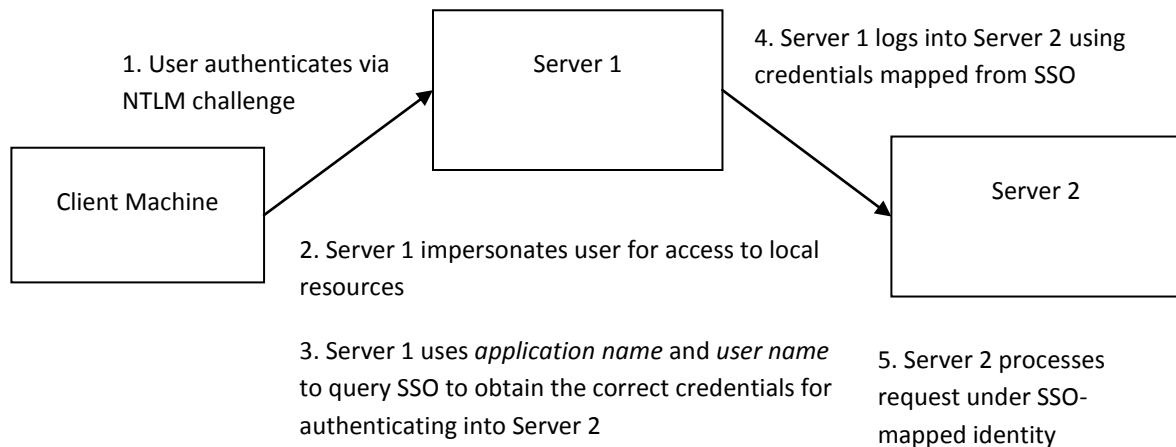 1. User authenticates via
NTLM challenge
Server 1
4. Server 1 logs into Server 2 using
credentials mapped from SSO
Client Machine
Server 2
2. Server 1 impersonates user for access to local
resources
3. Server 1 uses application name and user name
to query SSO to obtain the correct credentials for
authenticating into Server 2
5. Server 2 processes
request under SSO-
mapped identity